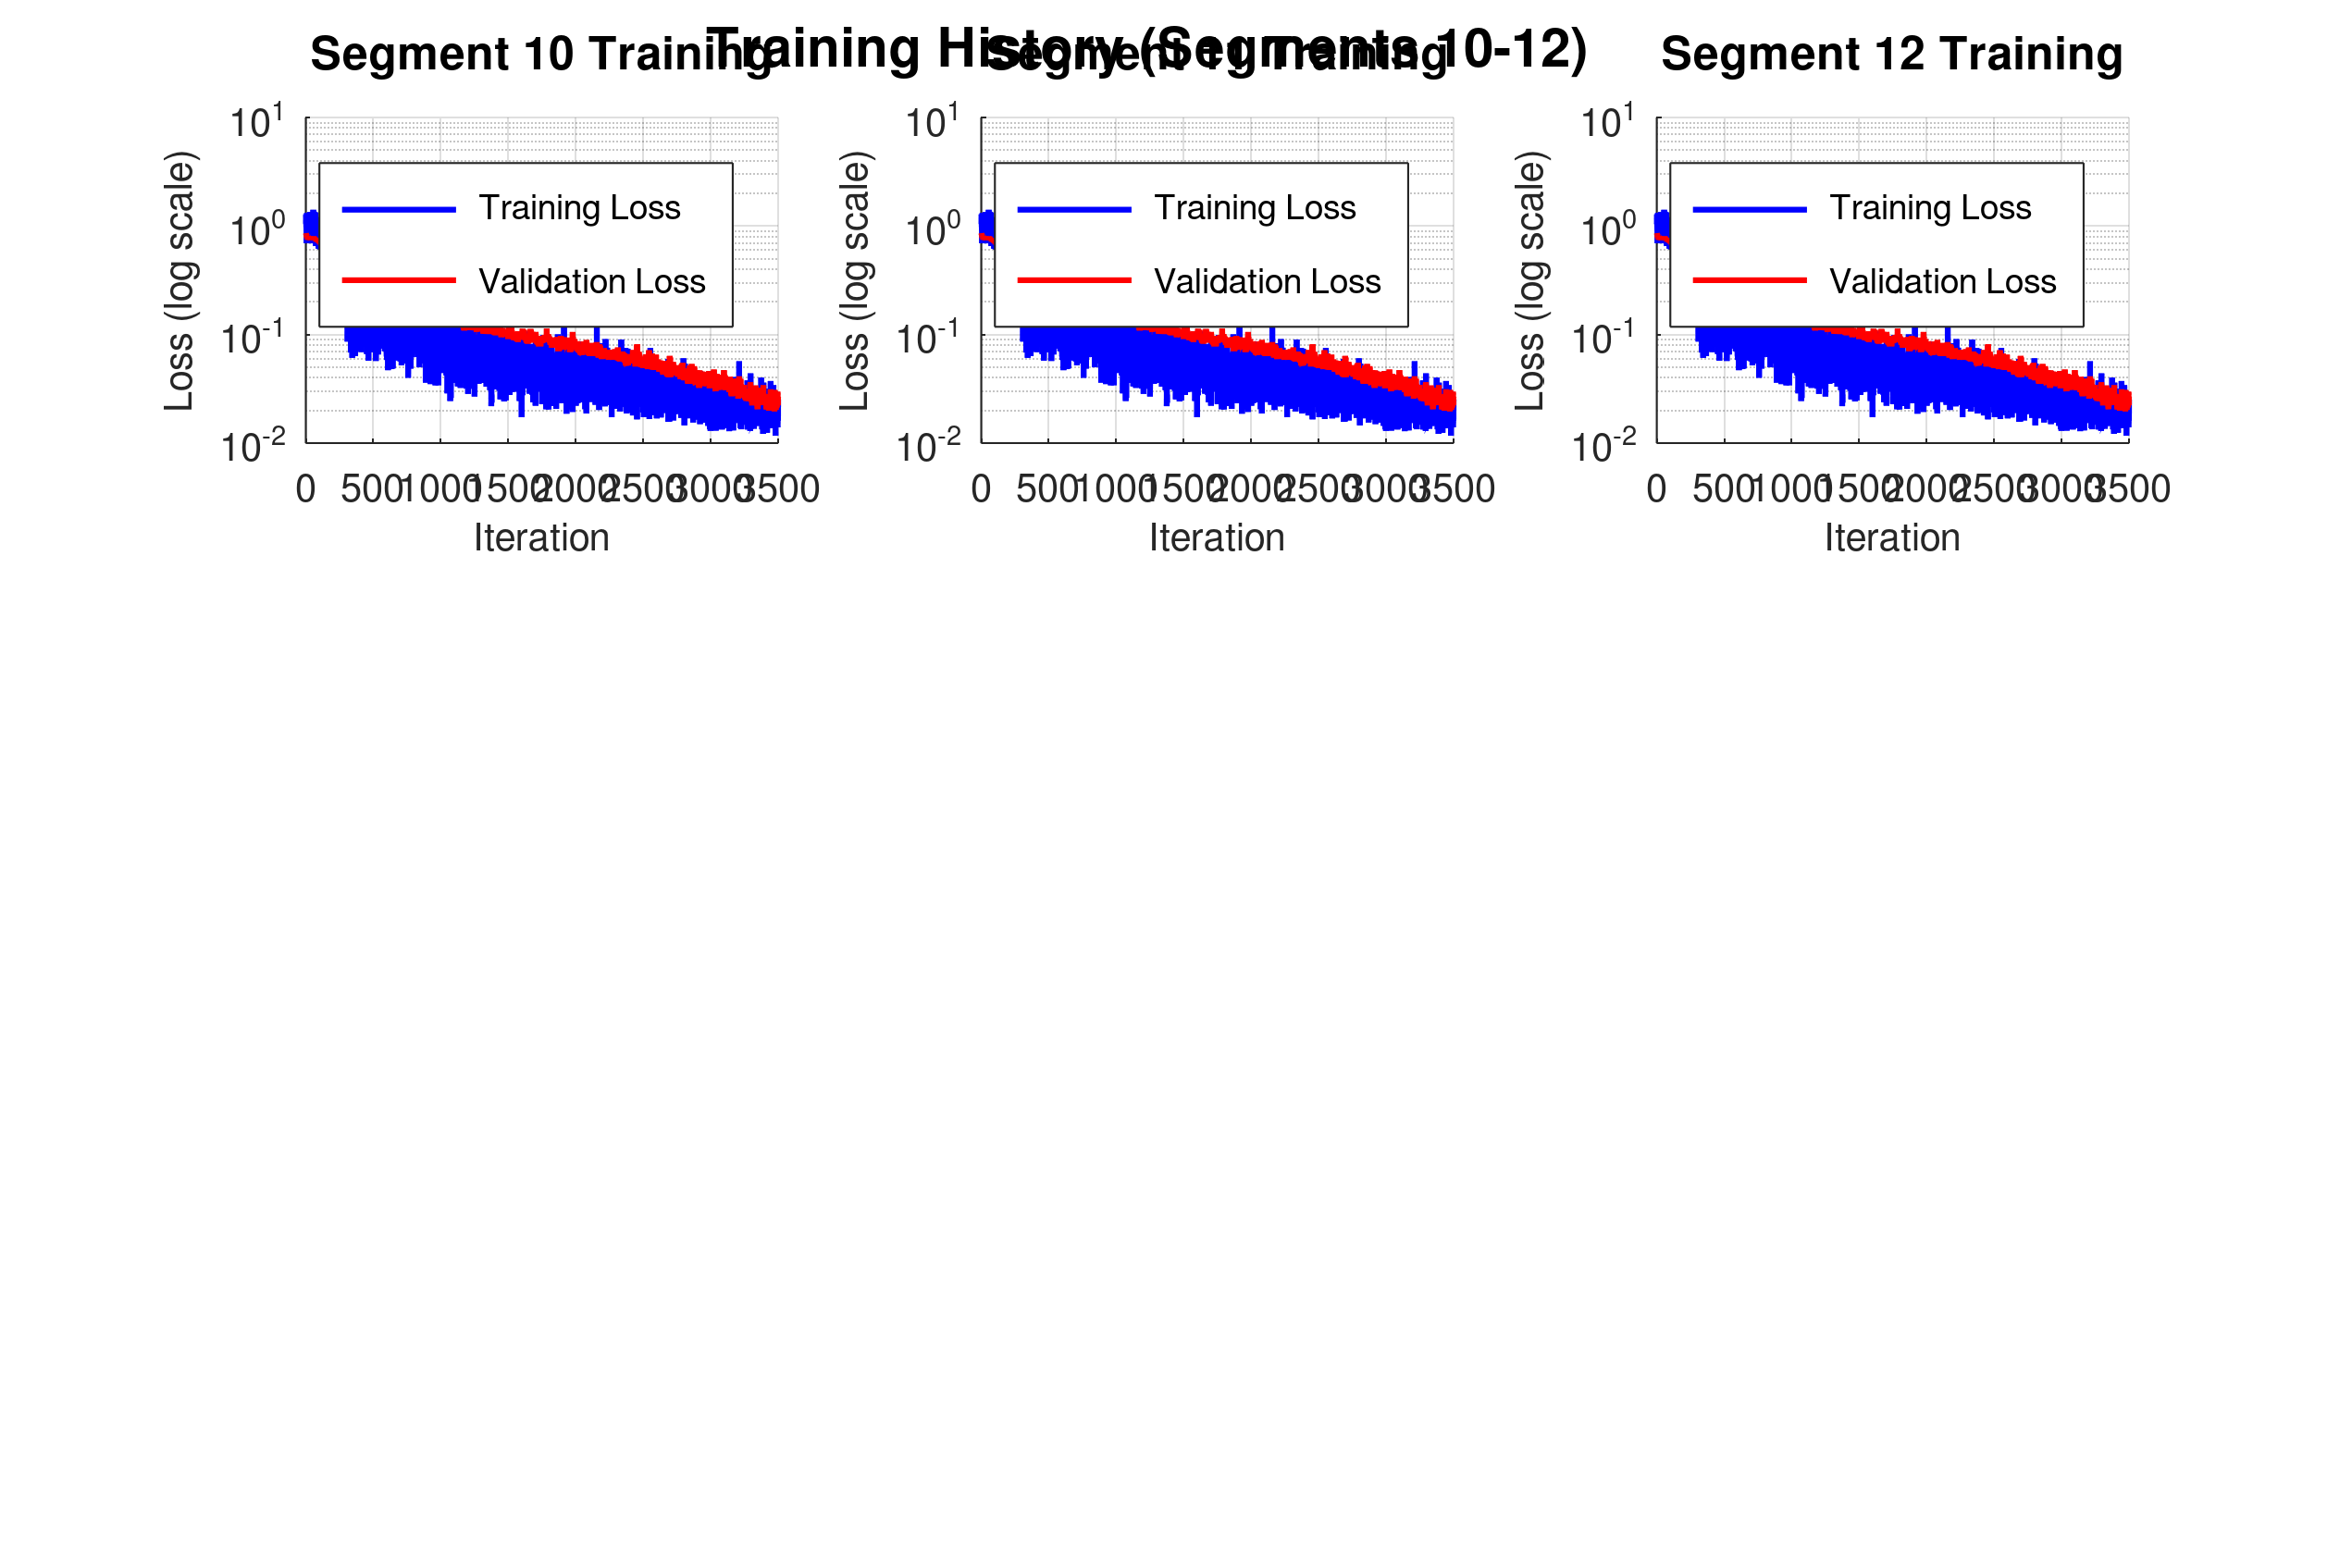 Training History (Segments 10-12)
Segment 10 Training
Loss (log scale)
10^1
10^0
10^-1
10^-2
Training Loss
Validation Loss
0 500 1000 1500 2000 2500 3000 3500
Iteration
Segment 11 Training
Loss (log scale)
10^1
10^0
10^-1
10^-2
Training Loss
Validation Loss
0 500 1000 1500 2000 2500 3000 3500
Iteration
Segment 12 Training
Loss (log scale)
10^1
10^0
10^-1
10^-2
Training Loss
Validation Loss
0 500 1000 1500 2000 2500 3000 3500
Iteration